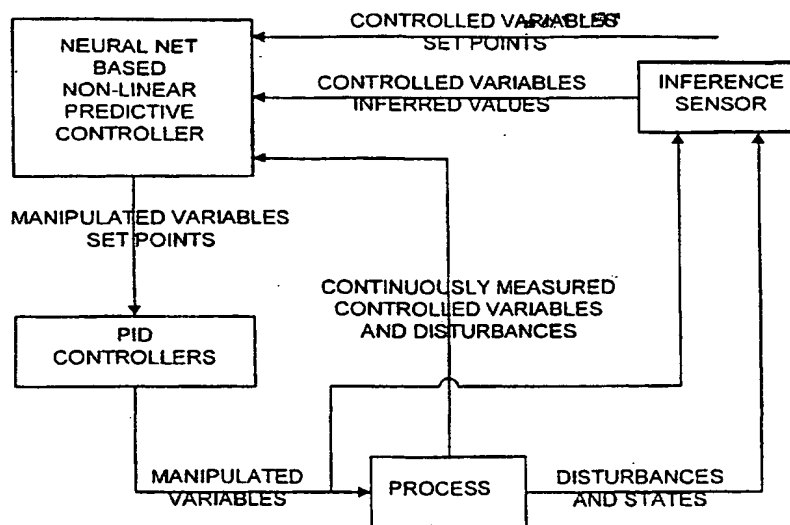 CONTROLLED VARIABLES
SET POINTS
NEURAL NET
BASED
NON-LINEAR
PREDICTIVE
CONTROLLER
CONTROLLED VARIABLES
INFERRED VALUES
INFERENCE
SENSOR
MANIPULATED VARIABLES
SET POINTS
CONTINUOUSLY MEASURED
CONTROLLED VARIABLES
AND DISTURBANCES
PID
CONTROLLERS
MANIPULATED
VARIABLES
PROCESS
DISTURBANCES
AND STATES